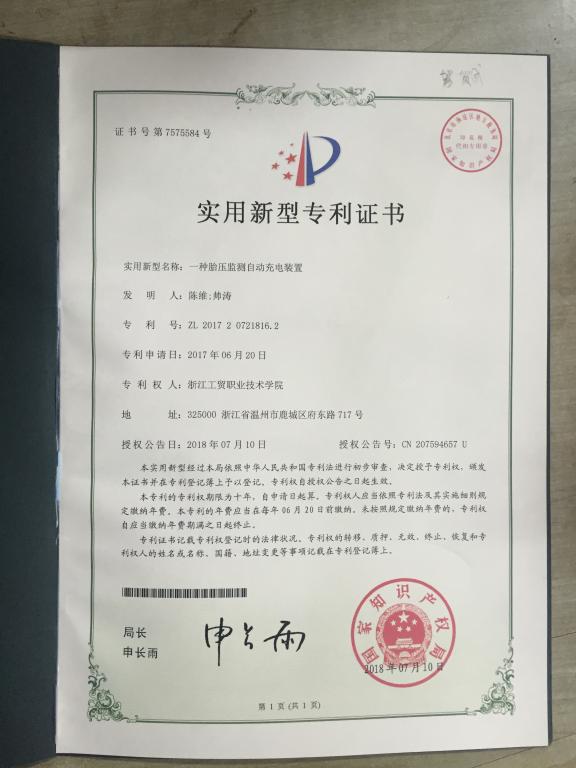 证书号第7575584号
实用新型专利证书
实用新型名称：一种胎压监测自动充电装置
发明人：陈维;帅涛
专利号：ZL 2017 2 0721816.2
专利申请日：2017年06月20日
专利权人：浙江工贸职业技术学院
地址：325000 浙江省温州市鹿城区府东路717号
授权公告日：2018年07月10日 授权公告号：CN 207594657 U
本实用新型经过本局依照中华人民共和国专利法进行初步审查，决定授予专利权，颁发
本证书并在专利登记簿上予以登记。专利权自授权公告之日起生效。
本专利的专利权期限为十年，自申请日起算。专利权人应当依照专利法及其实施细则规
定缴纳年费。本专利的年费应当在每年06月20日前缴纳。未按照规定缴纳年费的，专利权
自应当缴纳年费期满之日起终止。
专利证书记载专利权登记时的法律状况。专利权的转移、质押、无效、终止、恢复和专
利权人的姓名或名称、国籍、地址变更等事项记载在专利登记簿上。
局长
申长雨
申长雨
国家知识产权局
2018年07月10日
第1页(共1页)